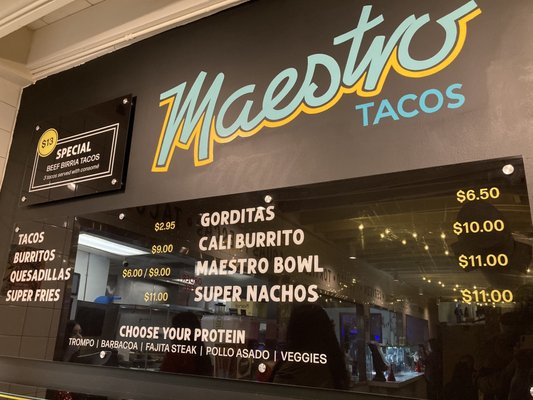 Maestro
TACOS
$13
SPECIAL
BEEF BIRRIA TACOS
3 tacos served with consomé
TACOS $2.95
BURRITOS $9.00
QUESADILLAS $6.00 / $9.00
SUPER FRIES $11.00
GORDITAS $6.50
CALI BURRITO $10.00
MAESTRO BOWL $11.00
SUPER NACHOS $11.00
CHOOSE YOUR PROTEIN
TROMPO | BARBACOA | FAJITA STEAK | POLLO ASADO | VEGGIES